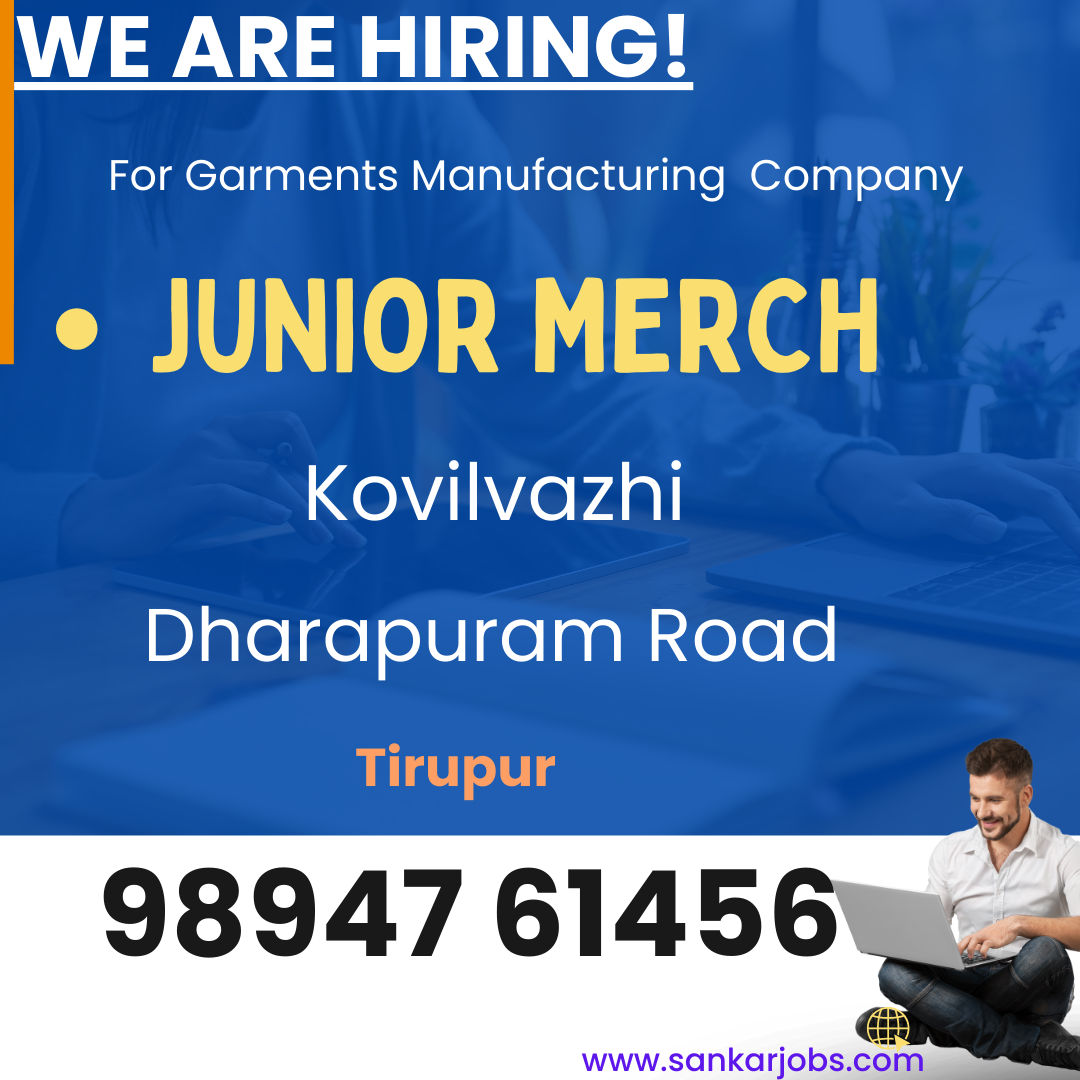 WE ARE HIRING!
For Garments Manufacturing Company
• JUNIOR MERCH
Kovilvazhi
Dharapuram Road
Tirupur
98947 61456
www.sankarjobs.com